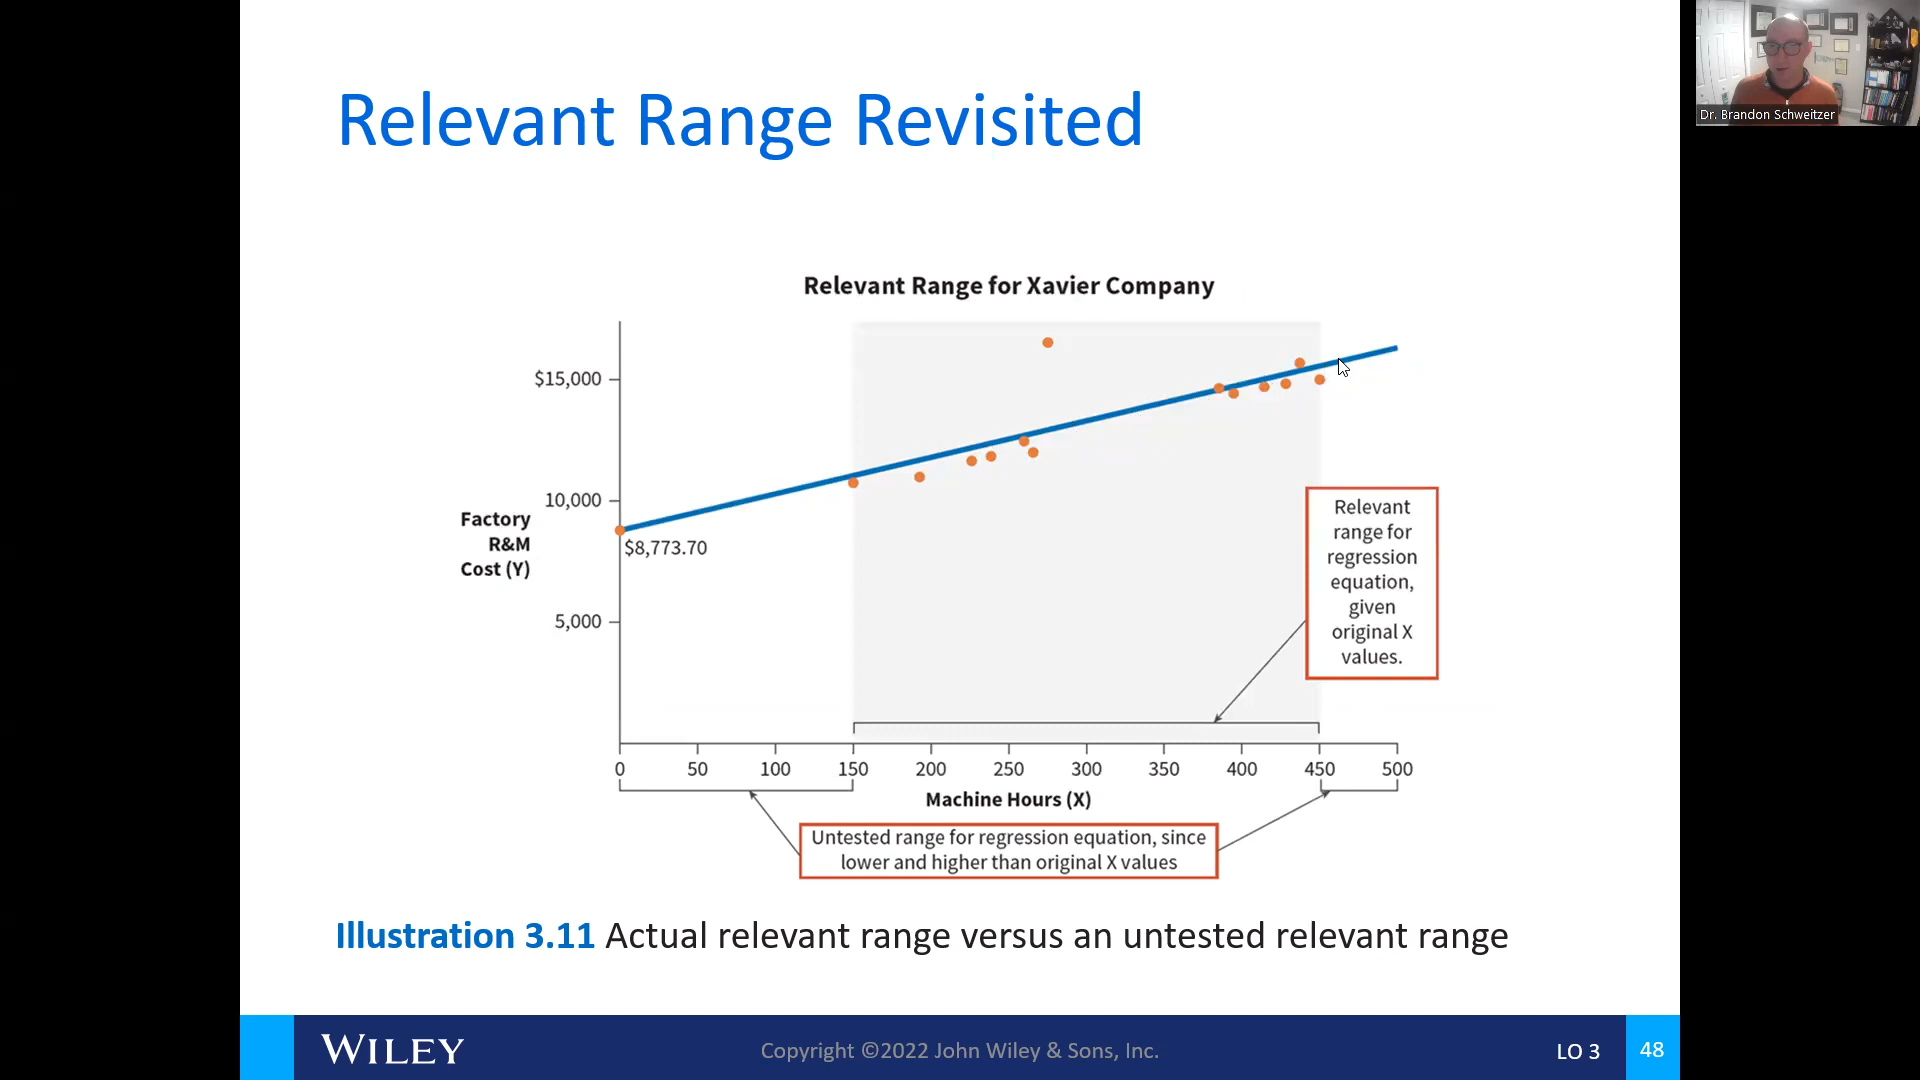 Relevant Range Revisited
Dr. Brandon Schweitzer
Relevant Range for Xavier Company
$15,000
10,000
5,000
Factory
R&M
Cost (Y)
$8,773.70
Relevant
range for
regression
equation,
given
original X
values.
0 50 100 150 200 250 300 350 400 450 500
Machine Hours (X)
Untested range for regression equation, since
lower and higher than original X values
Illustration 3.11 Actual relevant range versus an untested relevant range
WILEY
Copyright ©2022 John Wiley & Sons, Inc.
LO 3
48